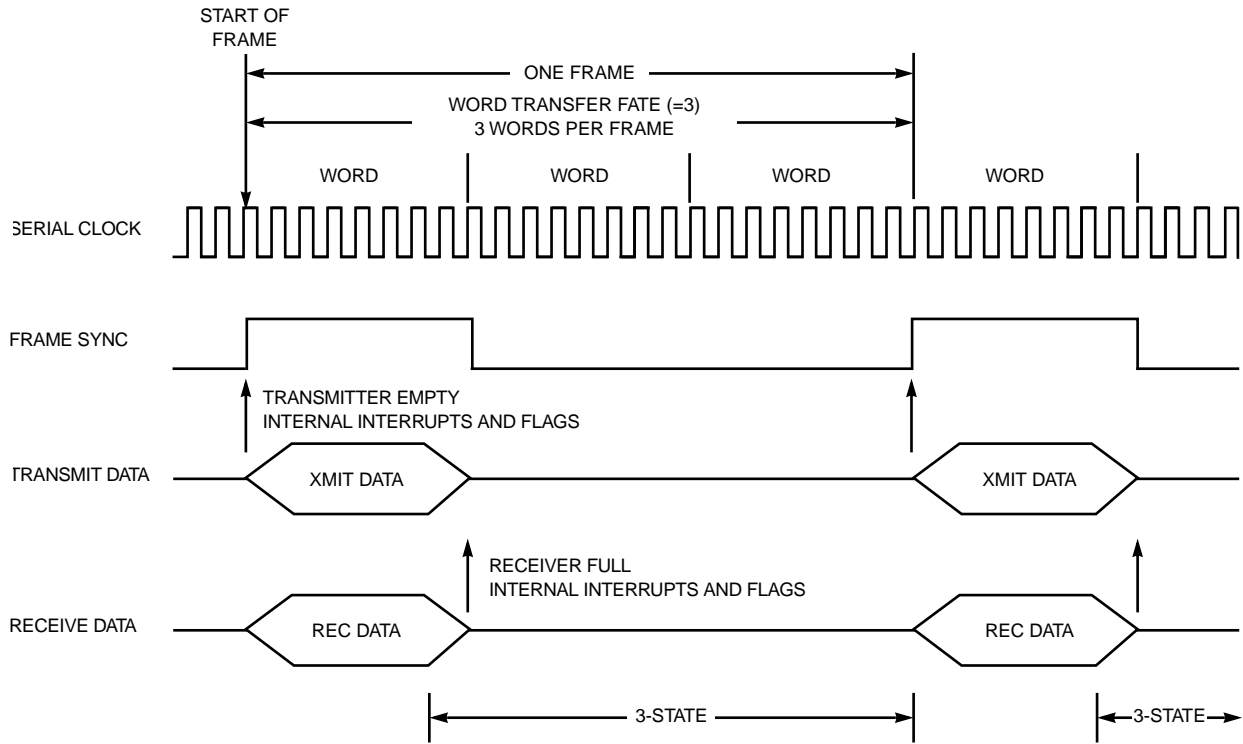 START OF
FRAME
ONE FRAME
WORD TRANSFER FATE (=3)
3 WORDS PER FRAME
WORD
WORD
WORD
WORD
SERIAL CLOCK
FRAME SYNC
TRANSMITTER EMPTY
INTERNAL INTERRUPTS AND FLAGS
TRANSMIT DATA
XMIT DATA
XMIT DATA
RECEIVER FULL
INTERNAL INTERRUPTS AND FLAGS
RECEIVE DATA
REC DATA
REC DATA
3-STATE
3-STATE